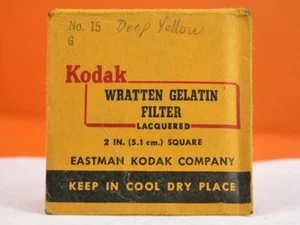 No. 15 Deep Yellow
G
Kodak
WRATTEN GELATIN
FILTER
LACQUERED
2 IN. (5.1 cm.) SQUARE
EASTMAN KODAK COMPANY
KEEP IN COOL DRY PLACE